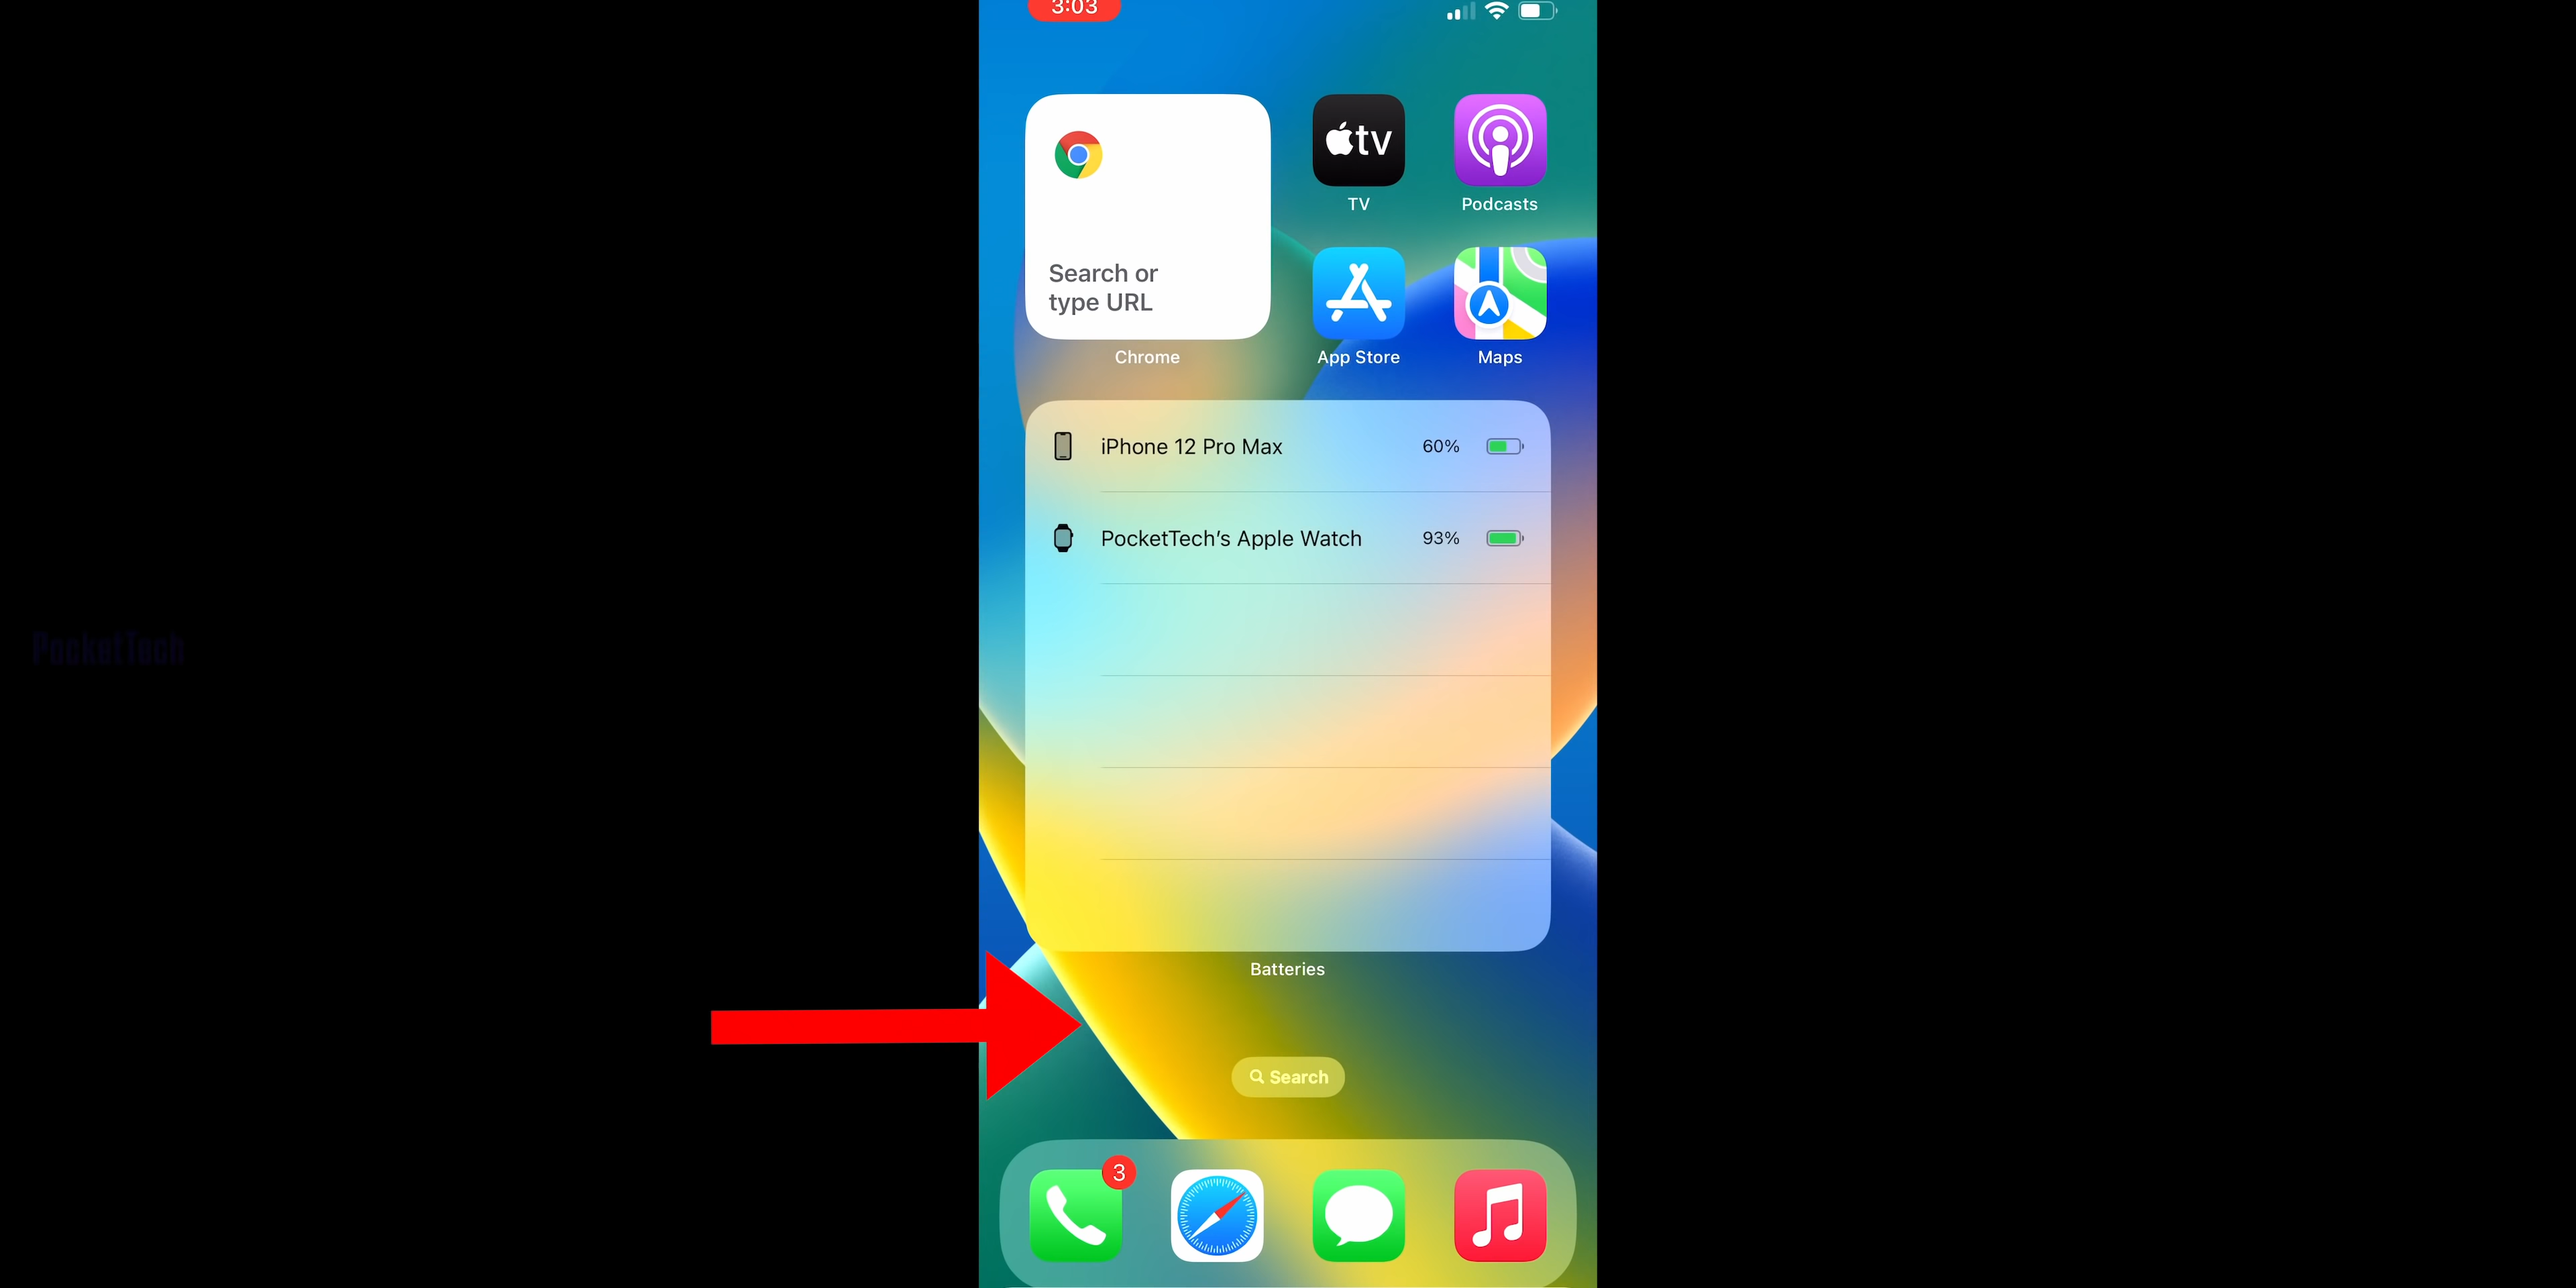 3:03
tv
TV
Podcasts
Search or
type URL
Chrome
App Store
Maps
iPhone 12 Pro Max 60%
PocketTech's Apple Watch 93%
PocketTech
Batteries
Search
3